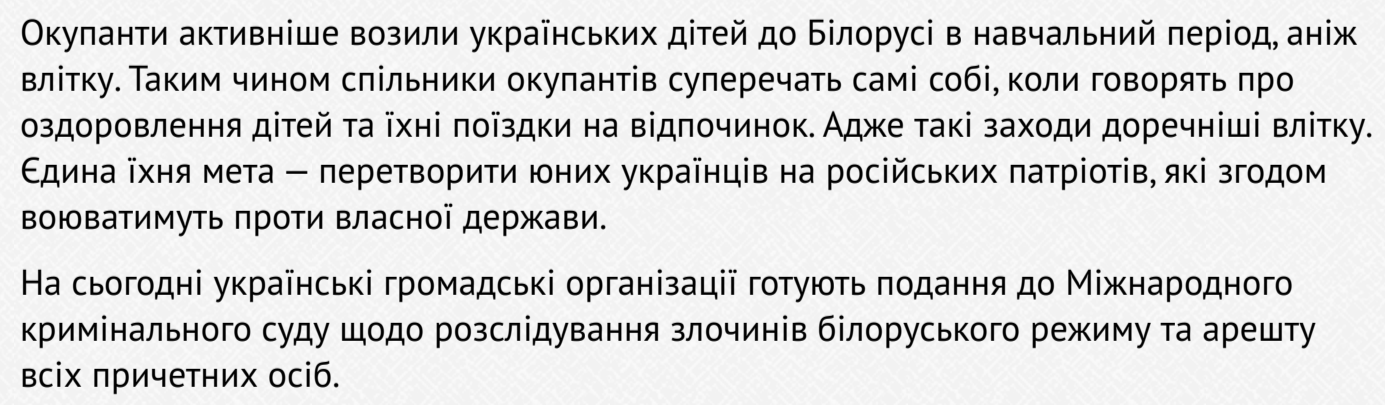 Окупанти активніше возили українських дітей до Білорусі в навчальний період, аніж
влітку. Таким чином спільники окупантів суперечать самі собі, коли говорять про
оздоровлення дітей та їхні поїздки на відпочинок. Адже такі заходи доречніші влітку.
Єдина їхня мета — перетворити юних українців на російських патріотів, які згодом
воюватимуть проти власної держави.
На сьогодні українські громадські організації готують подання до Міжнародного
кримінального суду щодо розслідування злочинів білоруського режиму та арешту
всіх причетних осіб.